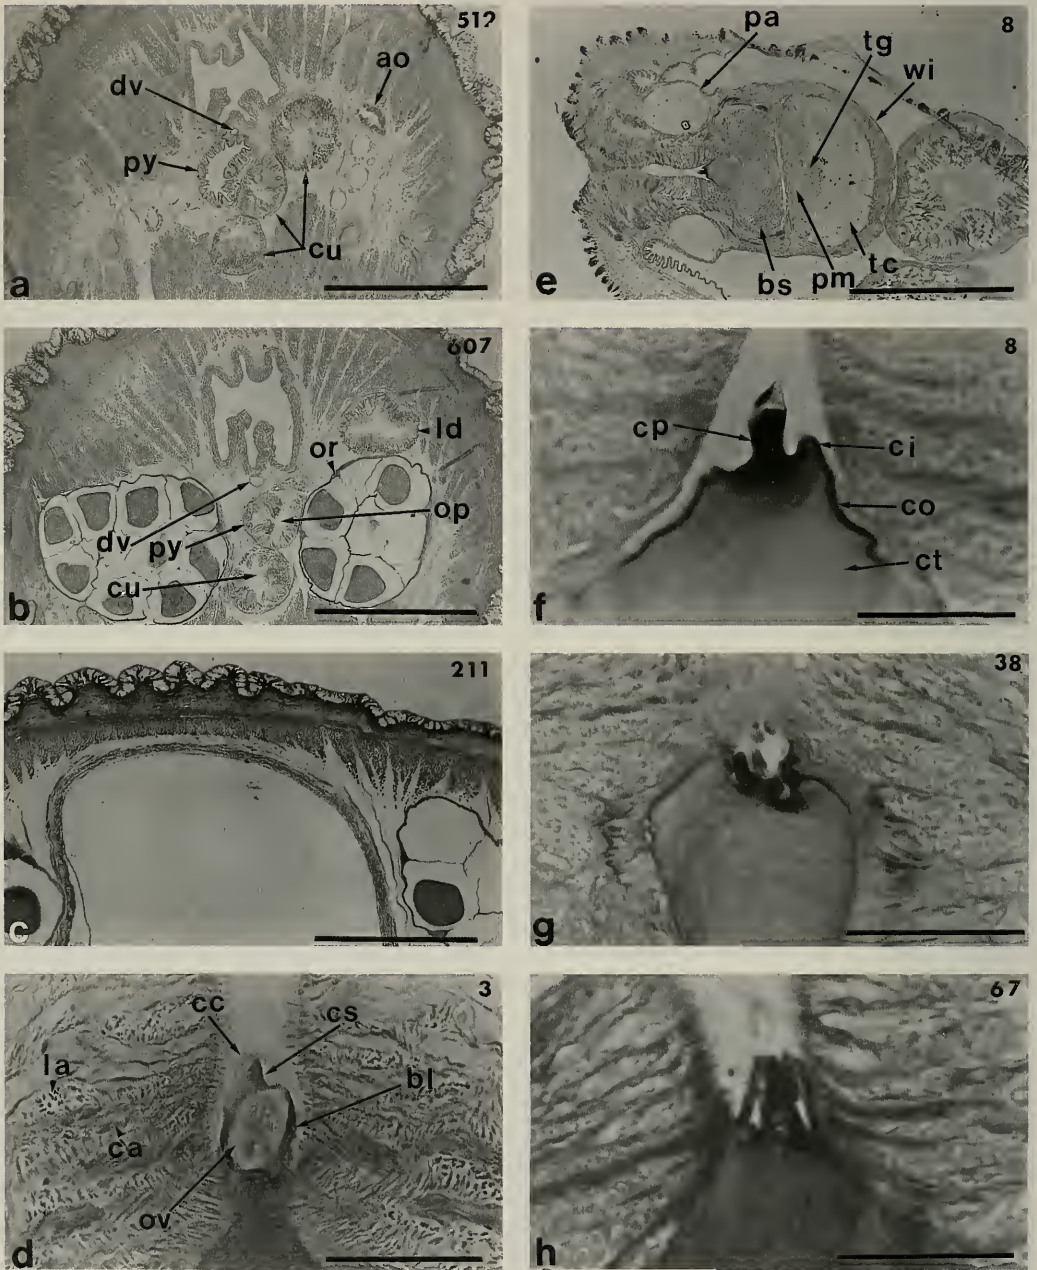 512
dv
ao
py
cu
a
pa
8
tg
wi
bs
pm
tc
e
607
ld
or
op
dv
py
cu
b
8
cp
ci
co
ct
f
211
c
38
g
3
cc
cs
la
bl
ca
ov
d
67
h